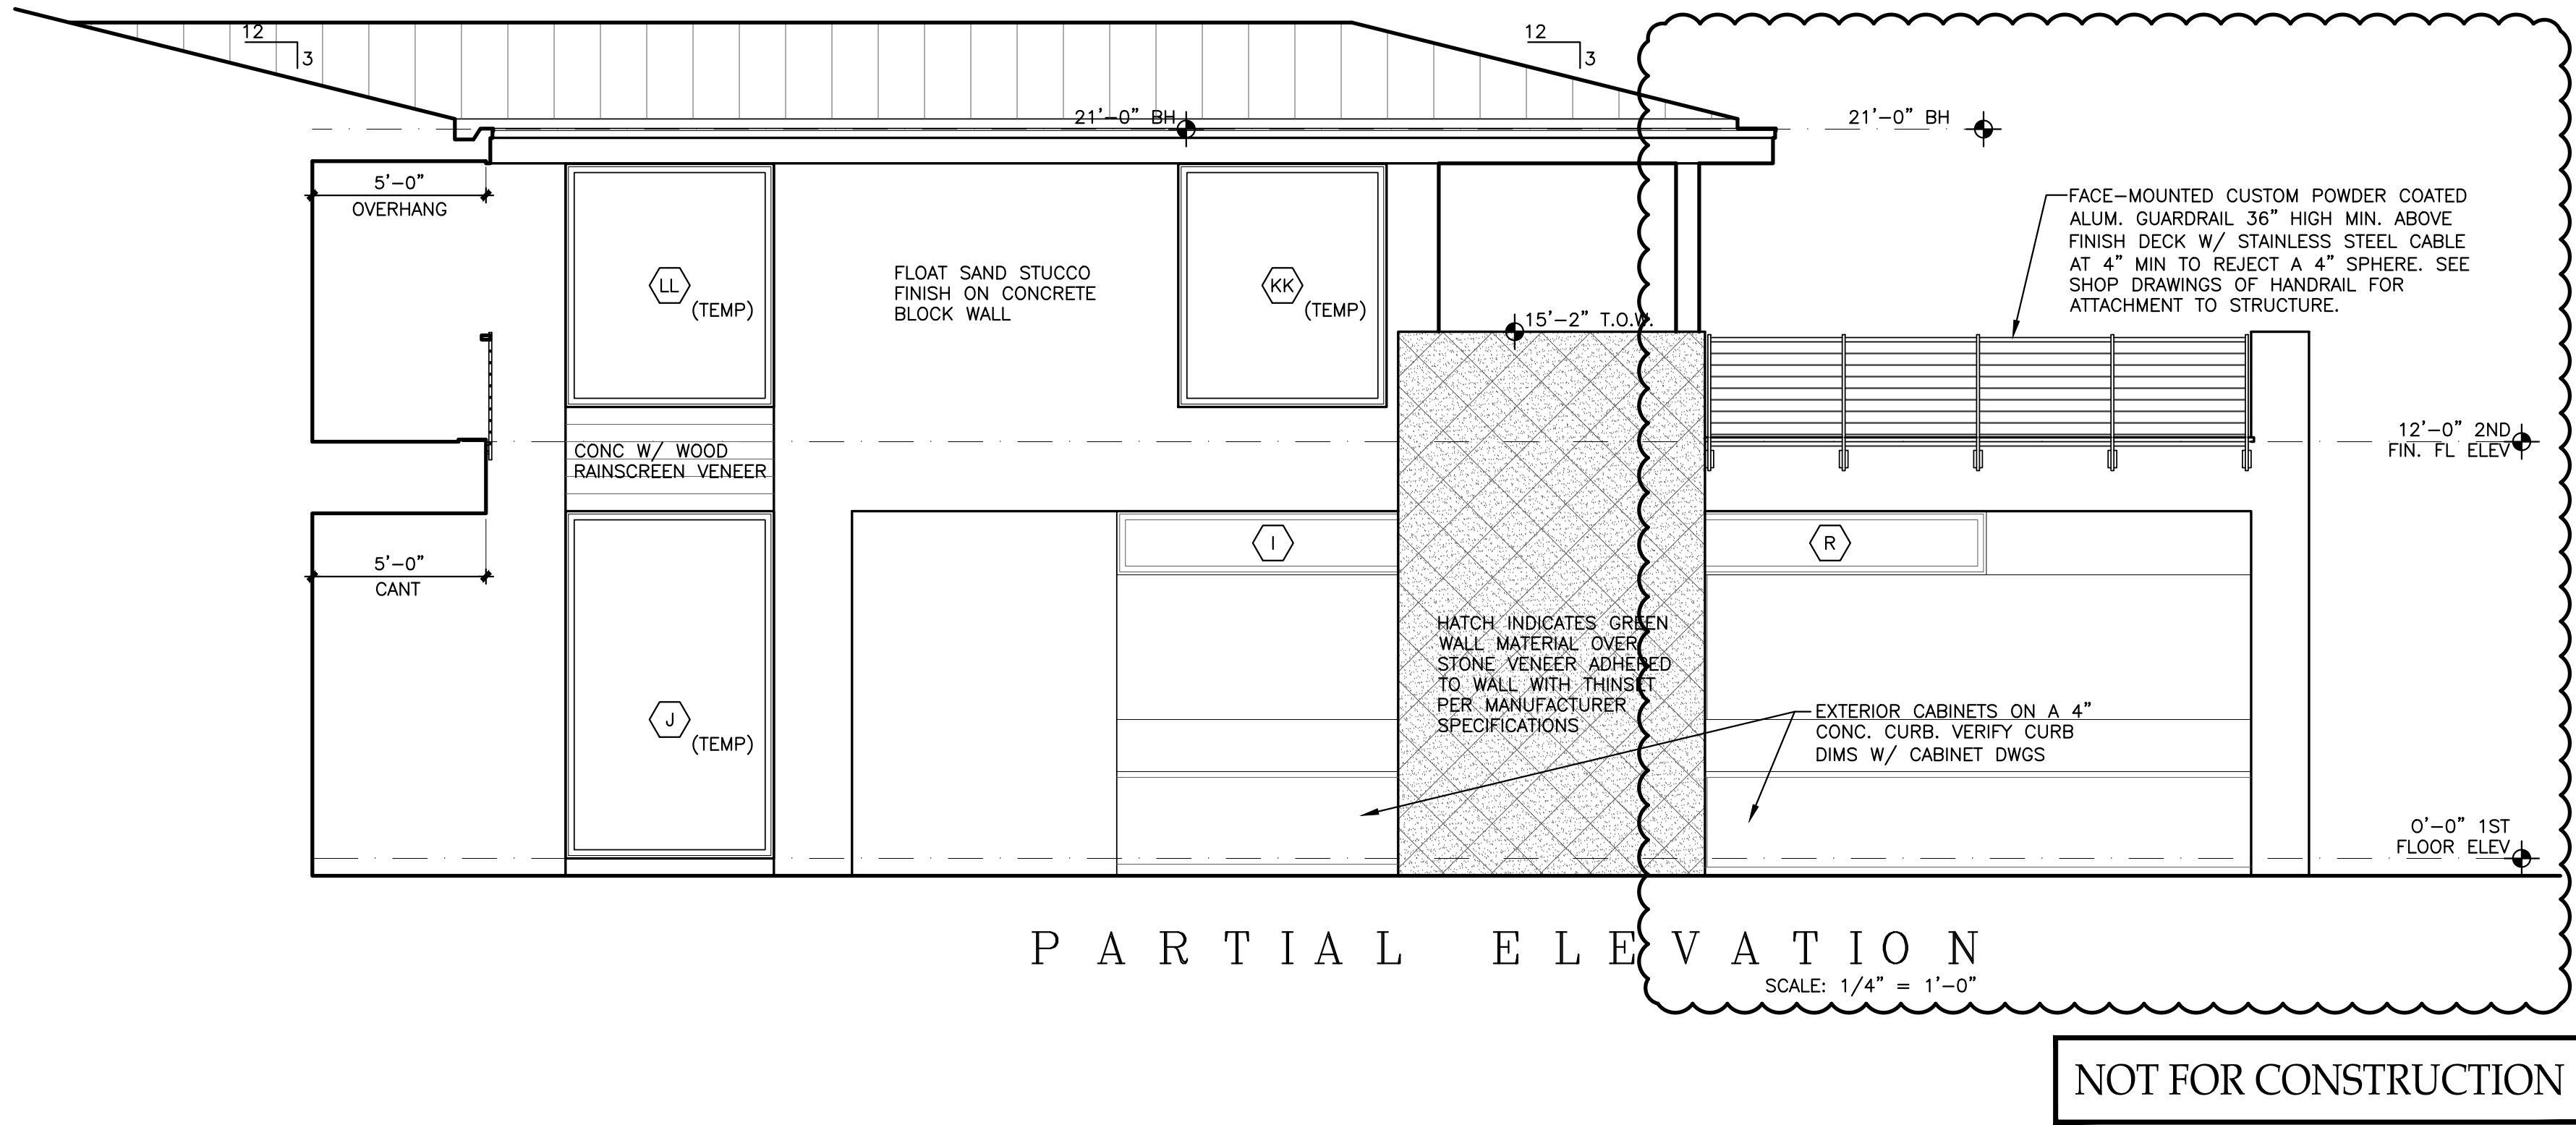 12
3
12
3
21'-0" BH
21'-0" BH
5'-0"
OVERHANG
FACE-MOUNTED CUSTOM POWDER COATED
ALUM. GUARDRAIL 36" HIGH MIN. ABOVE
FINISH DECK W/ STAINLESS STEEL CABLE
AT 4" MIN TO REJECT A 4" SPHERE. SEE
SHOP DRAWINGS OF HANDRAIL FOR
ATTACHMENT TO STRUCTURE.
LL
(TEMP)
FLOAT SAND STUCCO
FINISH ON CONCRETE
BLOCK WALL
KK
(TEMP)
15'-2" T.O.W.
CONC W/ WOOD
RAINSCREEN VENEER
12'-0" 2ND
FIN. FL ELEV
5'-0"
CANT
I
R
J
(TEMP)
HATCH INDICATES GREEN
WALL MATERIAL OVER
STONE VENEER ADHERED
TO WALL WITH THINSET
PER MANUFACTURER
SPECIFICATIONS
EXTERIOR CABINETS ON A 4"
CONC. CURB. VERIFY CURB
DIMS W/ CABINET DWGS
0'-0" 1ST
FLOOR ELEV
PARTIAL ELEVATION
SCALE: 1/4" = 1'-0"
NOT FOR CONSTRUCTION